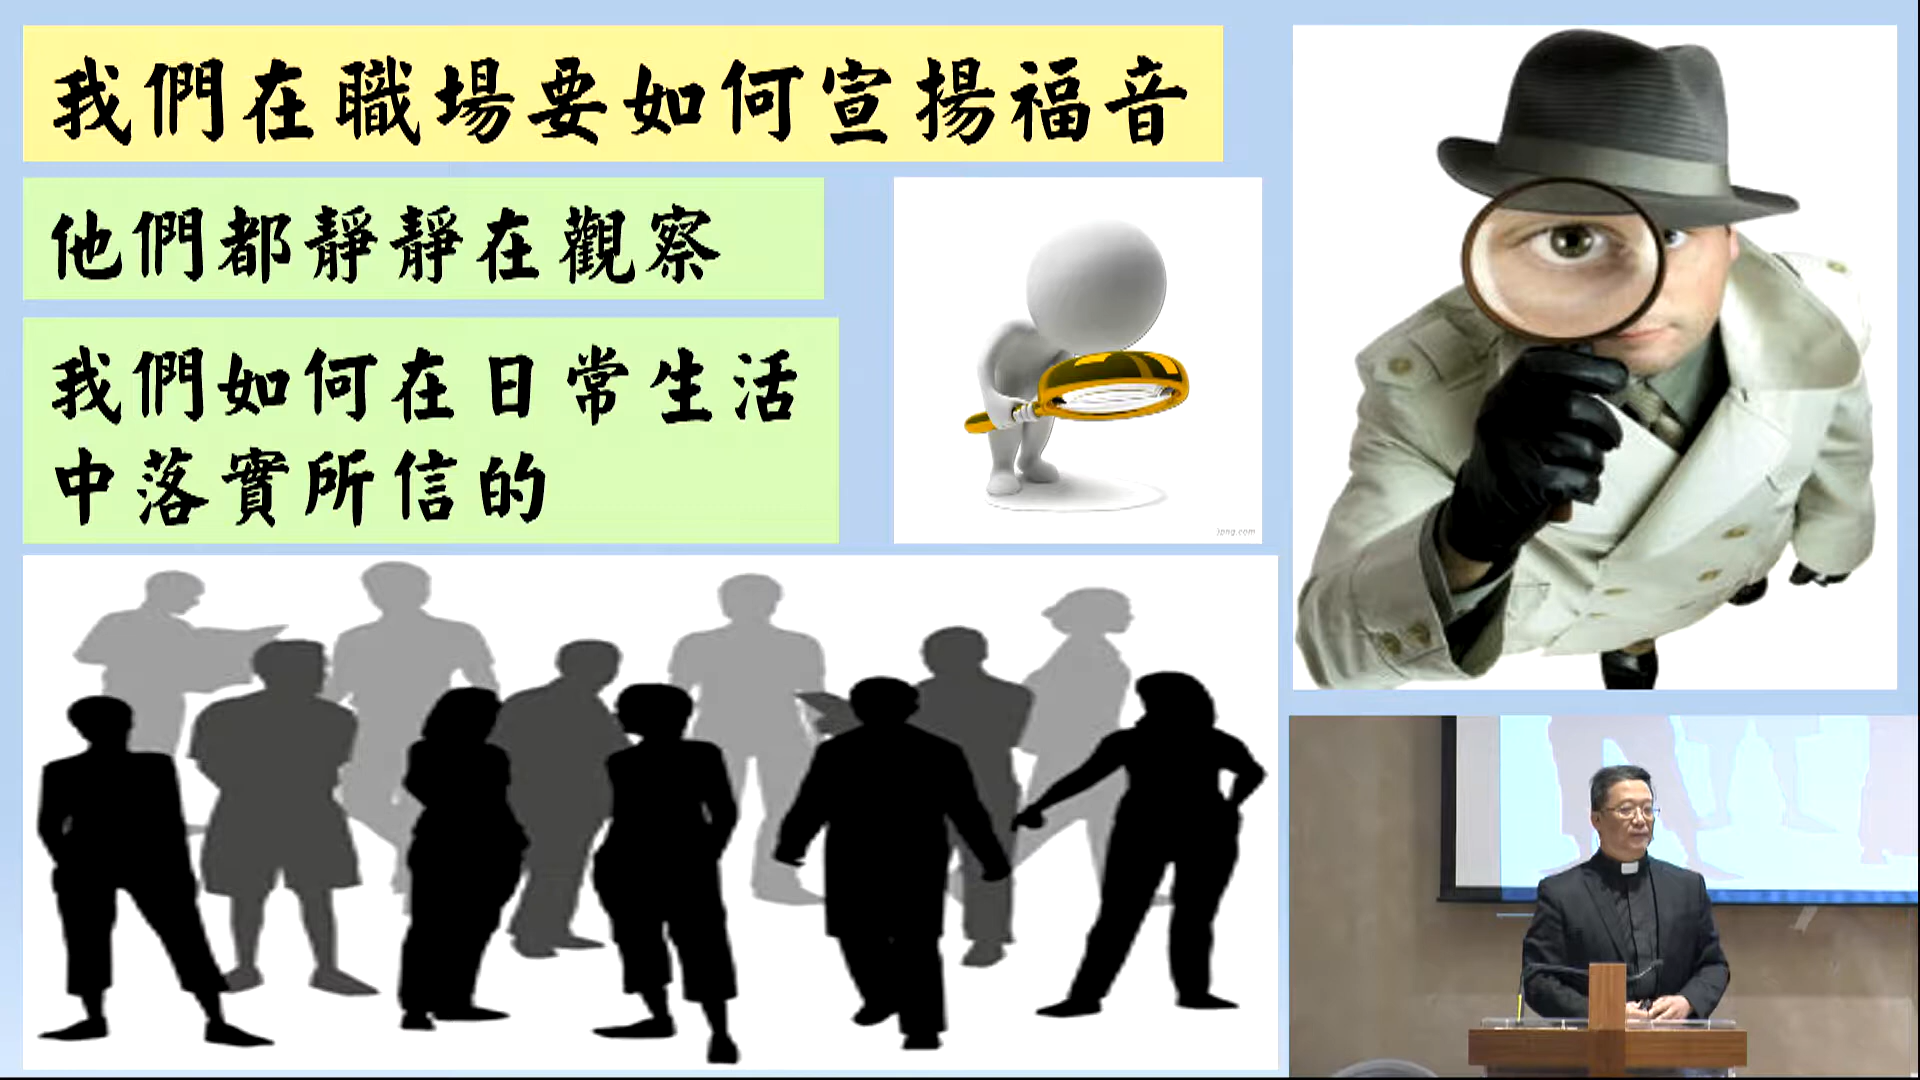 我們在職場要如何宣揚福音
他們都靜靜在觀察
我們如何在日常生活
中落實所信的